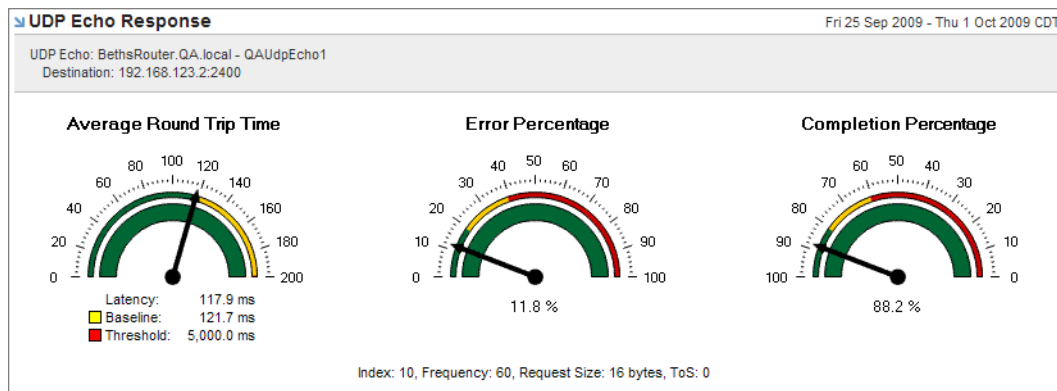 UDP Echo Response Fri 25 Sep 2009 - Thu 1 Oct 2009 CDT
UDP Echo: BethsRouter.QA.local - QAUdpEcho1
Destination: 192.168.123.2:2400
Average Round Trip Time
0 20 40 60 80 100 120 140 160 180 200
Latency: 117.9 ms
Baseline: 121.7 ms
Threshold: 5,000.0 ms
Error Percentage
0 10 20 30 40 50 60 70 80 90 100
11.8 %
Completion Percentage
100 90 80 70 60 50 40 30 20 10 0
88.2 %
Index: 10, Frequency: 60, Request Size: 16 bytes, ToS: 0